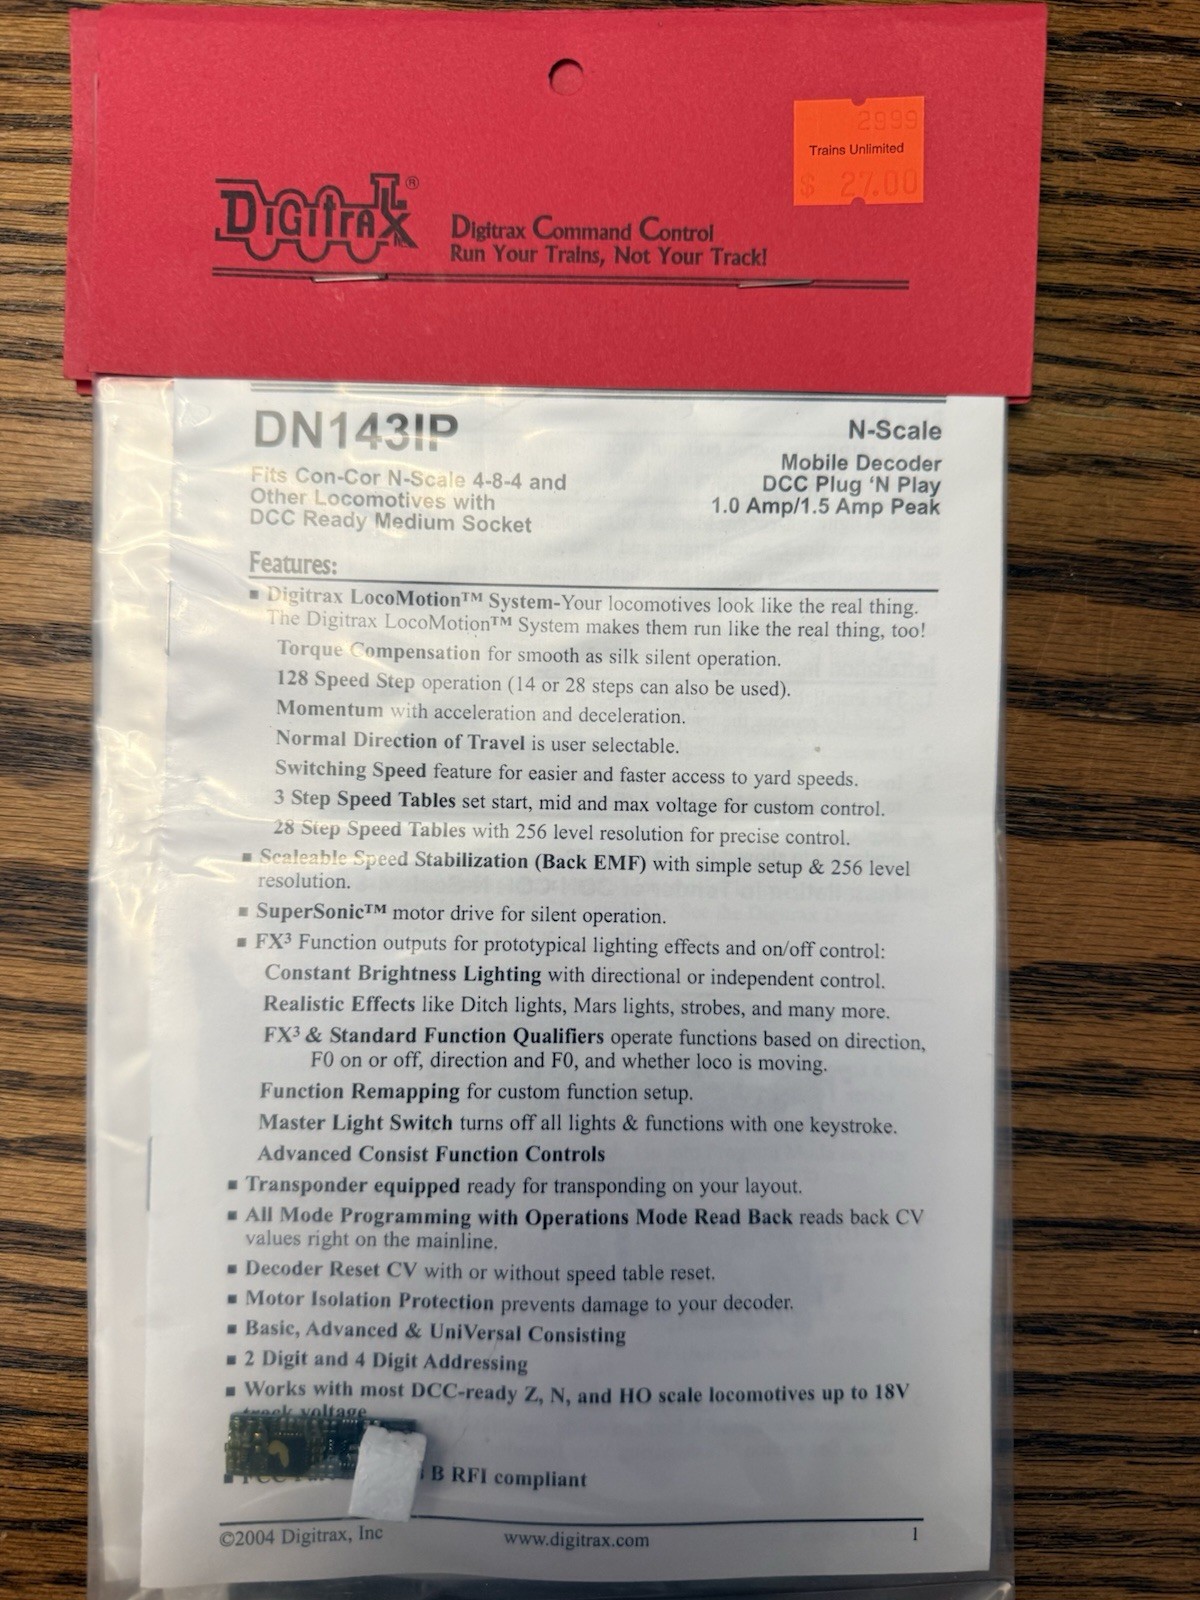 2999
Trains Unlimited
$ 27.00
DiGitrax®
Digitrax Command Control
Run Your Trains, Not Your Track!
DN143IP
Fits Con-Cor N-Scale 4-8-4 and
Other Locomotives with
DCC Ready Medium Socket
N-Scale
Mobile Decoder
DCC Plug ‘N Play
1.0 Amp/1.5 Amp Peak
Features:
▪ Digitrax LocoMotion™ System-Your locomotives look like the real thing.
The Digitrax LocoMotion™ System makes them run like the real thing, too!
Torque Compensation for smooth as silk silent operation.
128 Speed Step operation (14 or 28 steps can also be used).
Momentum with acceleration and deceleration.
Normal Direction of Travel is user selectable.
Switching Speed feature for easier and faster access to yard speeds.
3 Step Speed Tables set start, mid and max voltage for custom control.
28 Step Speed Tables with 256 level resolution for precise control.
▪ Scaleable Speed Stabilization (Back EMF) with simple setup & 256 level
resolution.
▪ SuperSonic™ motor drive for silent operation.
▪ FX³ Function outputs for prototypical lighting effects and on/off control:
Constant Brightness Lighting with directional or independent control.
Realistic Effects like Ditch lights, Mars lights, strobes, and many more.
FX³ & Standard Function Qualifiers operate functions based on direction,
F0 on or off, direction and F0, and whether loco is moving.
Function Remapping for custom function setup.
Master Light Switch turns off all lights & functions with one keystroke.
Advanced Consist Function Controls
▪ Transponder equipped ready for transponding on your layout.
▪ All Mode Programming with Operations Mode Read Back reads back CV
values right on the mainline.
▪ Decoder Reset CV with or without speed table reset.
▪ Motor Isolation Protection prevents damage to your decoder.
▪ Basic, Advanced & UniVersal Consisting
▪ 2 Digit and 4 Digit Addressing
▪ Works with most DCC-ready Z, N, and HO scale locomotives up to 18V
track voltage
▪ FCC B RFI compliant
©2004 Digitrax, Inc
www.digitrax.com
1